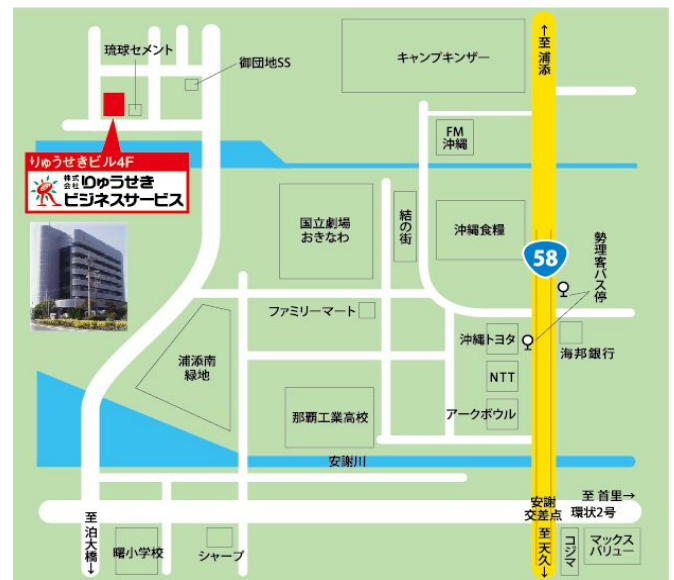 琉球セメント
御団地SS
キャンプキンザー
←至 浦添
りゅうせきビル4F
株式会社りゅうせき
ビジネスサービス
FM
沖縄
国立劇場
おきなわ
結の街
沖縄食糧
58
勢理客バス停
ファミリーマート
浦添南
緑地
沖縄トヨタ
海邦銀行
NTT
那覇工業高校
アークボウル
安謝川
至 泊大橋→
曙小学校
シャープ
安謝
交差点
至 天久→
至 首里→
環状2号
コジマ
マックス
バリュー